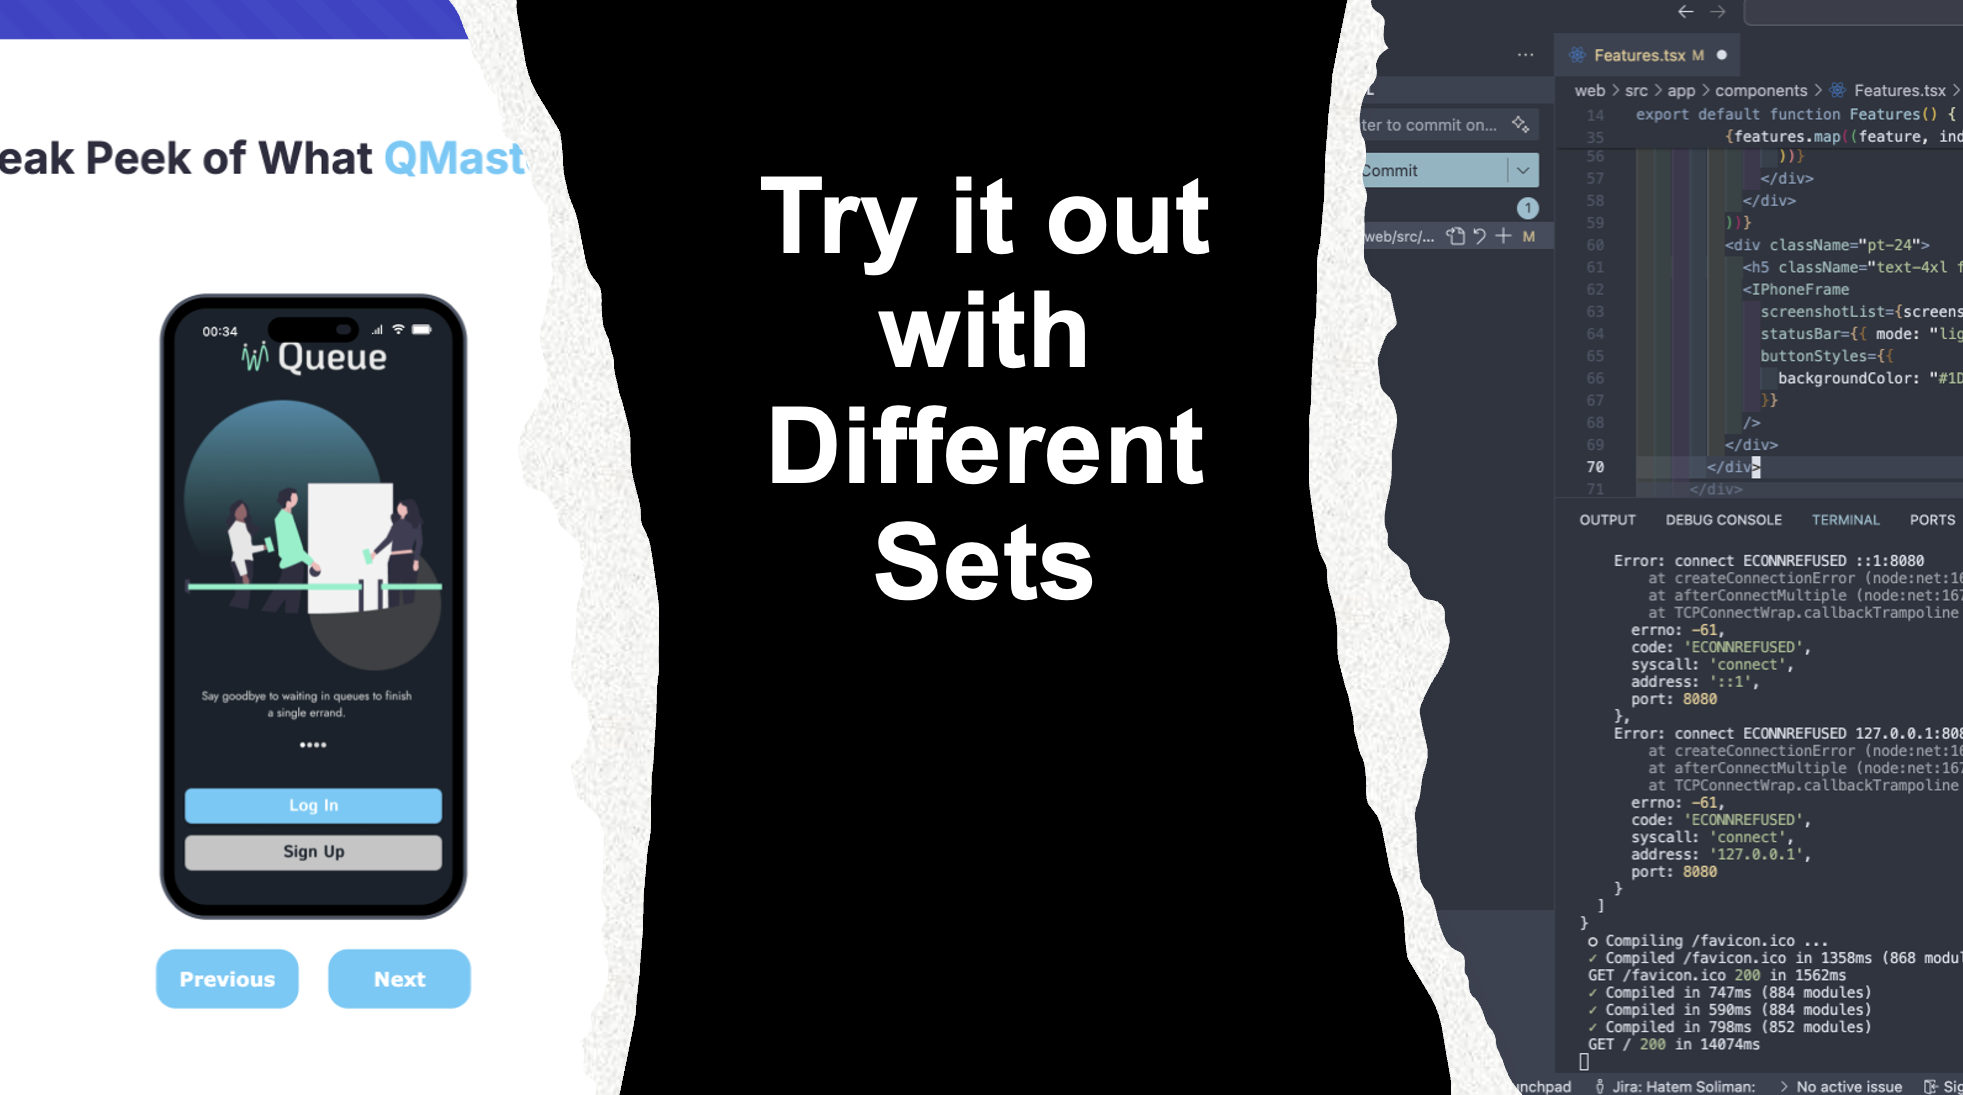 eak Peek of What QMast
00:34
Queue
Say goodbye to waiting in queues to finish
a single errand.
Log In
Sign Up
Previous
Next
Try it out
with
Different
Sets
ter to commit on...
Commit
1
web/src/...
M
Features.tsx M
web > src > app > components > Features.tsx >
14 export default function Features() {
35 {features.map((feature, ind
56 ))}
57 </div>
58 </div>
59 ))}
60 <div className="pt-24">
61 <h5 className="text-4xl f
62 <IPhoneFrame
63 screenshotList={screens
64 statusBar={{ mode: "lig
65 buttonStyles={{
66 backgroundColor: "#1D
67 }}
68 />
69 </div>
70 </div>
71 </div>
OUTPUT DEBUG CONSOLE TERMINAL PORTS
Error: connect ECONNREFUSED ::1:8080
at createConnectionError (node:net:16
at afterConnectMultiple (node:net:167
at TCPConnectWrap.callbackTrampoline
errno: -61,
code: 'ECONNREFUSED',
syscall: 'connect',
address: '::1',
port: 8080
},
Error: connect ECONNREFUSED 127.0.0.1:808
at createConnectionError (node:net:16
at afterConnectMultiple (node:net:167
at TCPConnectWrap.callbackTrampoline
errno: -61,
code: 'ECONNREFUSED',
syscall: 'connect',
address: '127.0.0.1',
port: 8080
}
]
}
○ Compiling /favicon.ico ...
✓ Compiled /favicon.ico in 1358ms (868 modul
GET /favicon.ico 200 in 1562ms
✓ Compiled in 747ms (884 modules)
✓ Compiled in 590ms (884 modules)
✓ Compiled in 798ms (852 modules)
GET / 200 in 14074ms
unchpad Jira: Hatem Soliman: > No active issue Sig